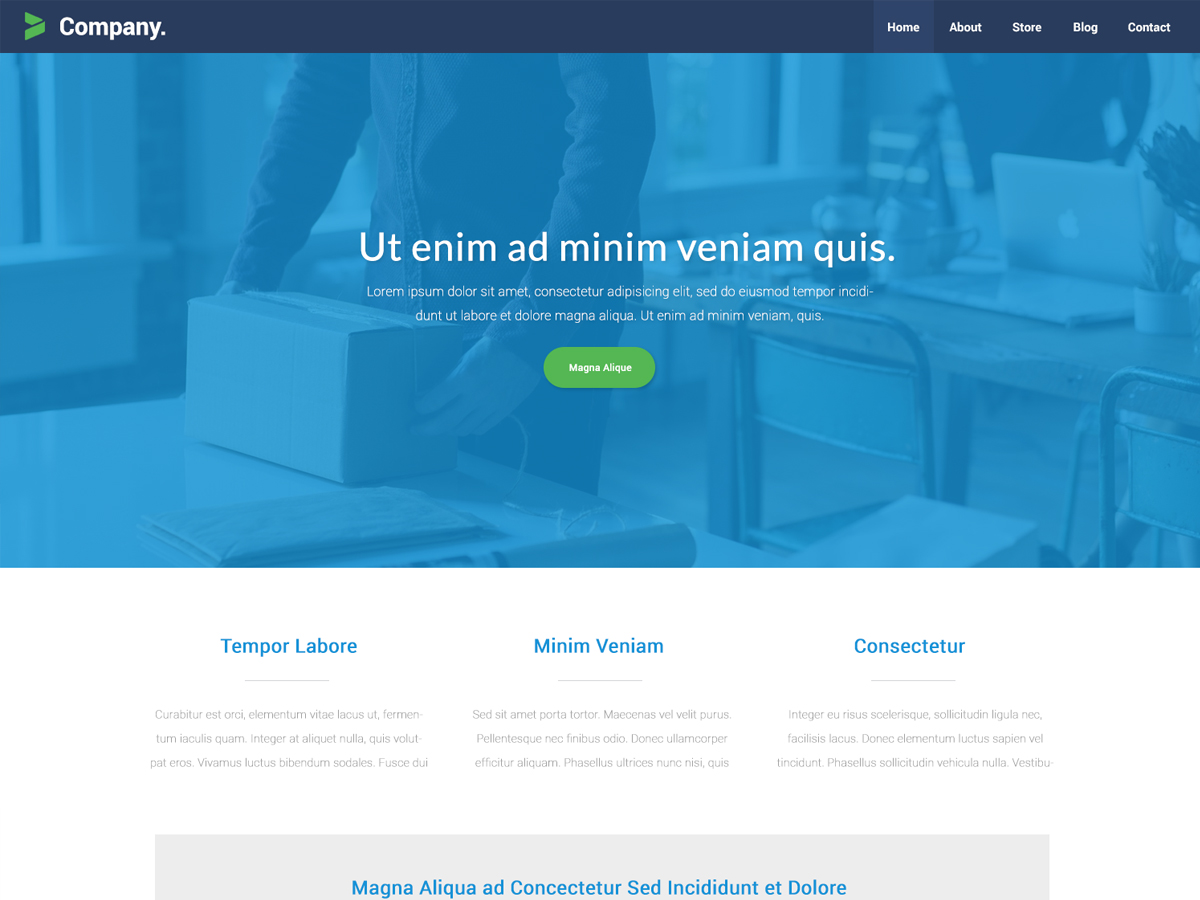 Company.
Home About Store Blog Contact
Ut enim ad minim veniam quis.
Lorem ipsum dolor sit amet, consectetur adipisicing elit, sed do eiusmod tempor incidi-
dunt ut labore et dolore magna aliqua. Ut enim ad minim veniam, quis.
Magna Alique
Tempor Labore
Curabitur est orci, elementum vitae lacus ut, fermen-
tum iaculis quam. Integer at aliquet nulla, quis volut-
pat eros. Vivamus luctus bibendum sodales. Fusce dui
Minim Veniam
Sed sit amet porta tortor. Maecenas vel velit purus.
Pellentesque nec finibus odio. Donec ullamcorper
efficitur aliquam. Phasellus ultrices nunc nisi, quis
Consectetur
Integer eu risus scelerisque, sollicitudin ligula nec,
facilisis lacus. Donec elementum luctus sapien vel
tincidunt. Phasellus sollicitudin vehicula nulla. Vestibu-
Magna Aliqua ad Concectetur Sed Incididunt et Dolore